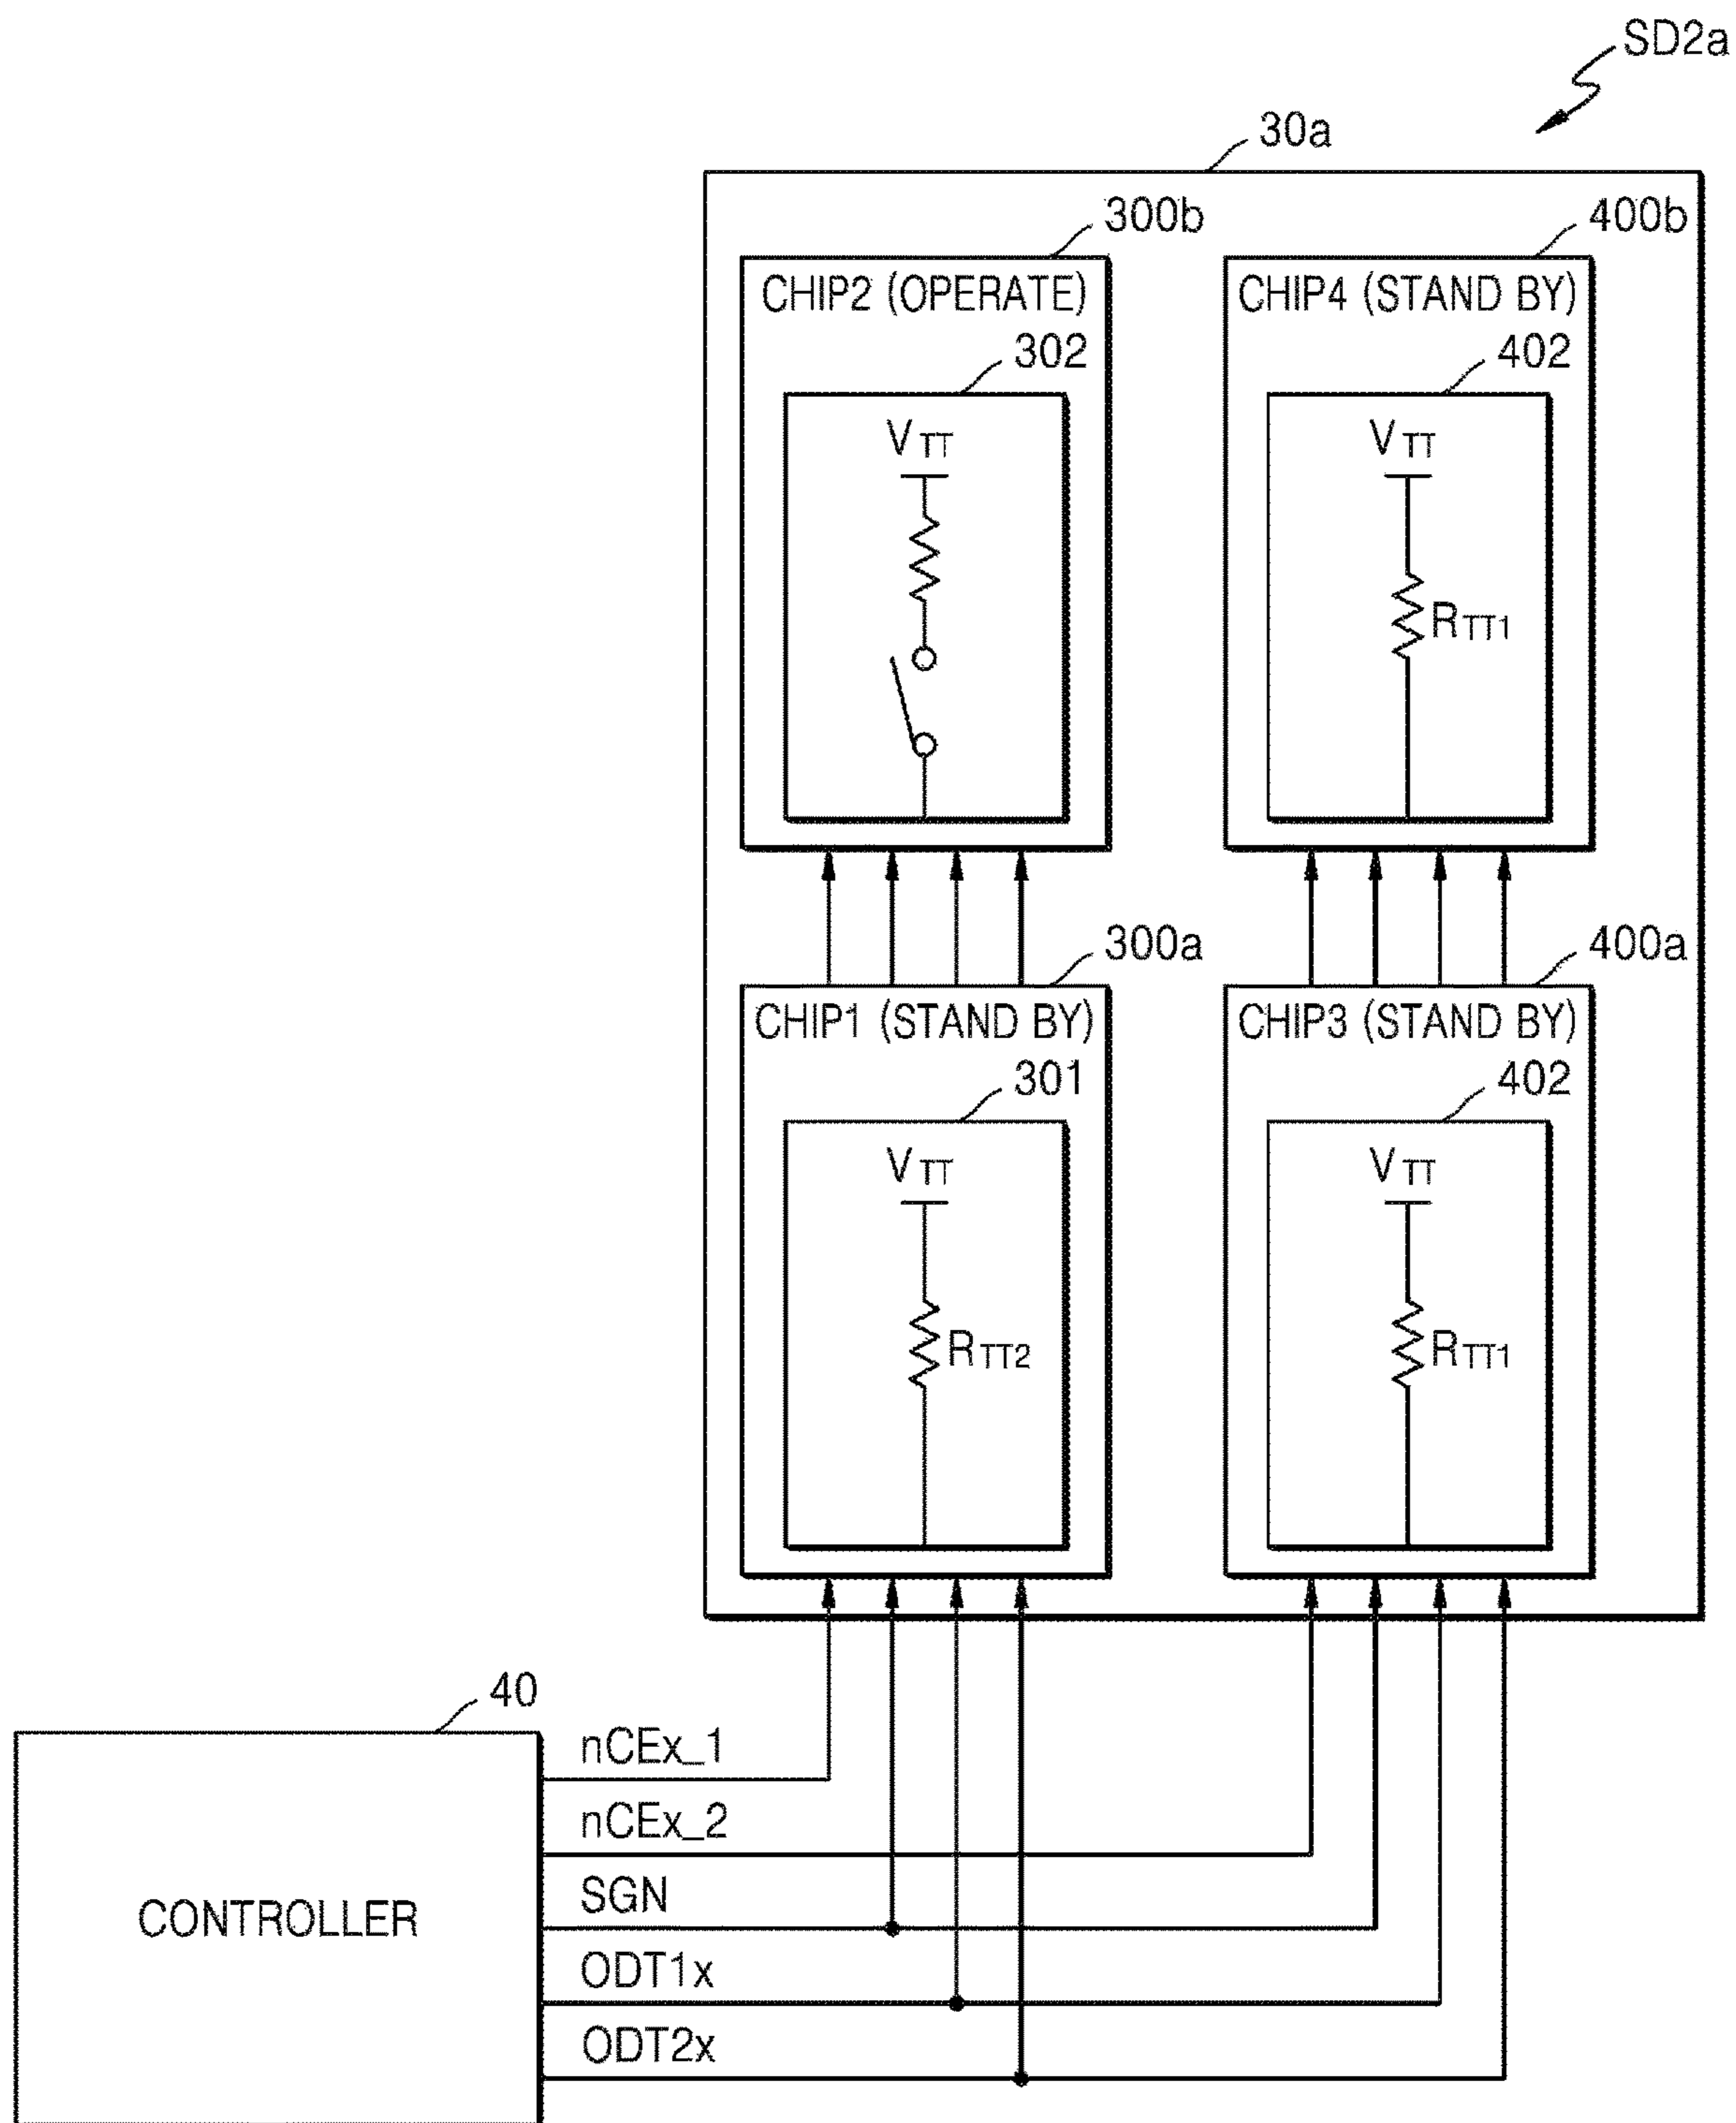 SD2a
30a
300b
400b
CHIP2 (OPERATE)
CHIP4 (STAND BY)
302
402
VTT
VTT
RTT1
300a
400a
CHIP1 (STAND BY)
CHIP3 (STAND BY)
301
402
VTT
VTT
RTT2
RTT1
40
nCEx_1
nCEx_2
SGN
CONTROLLER
ODT1x
ODT2x